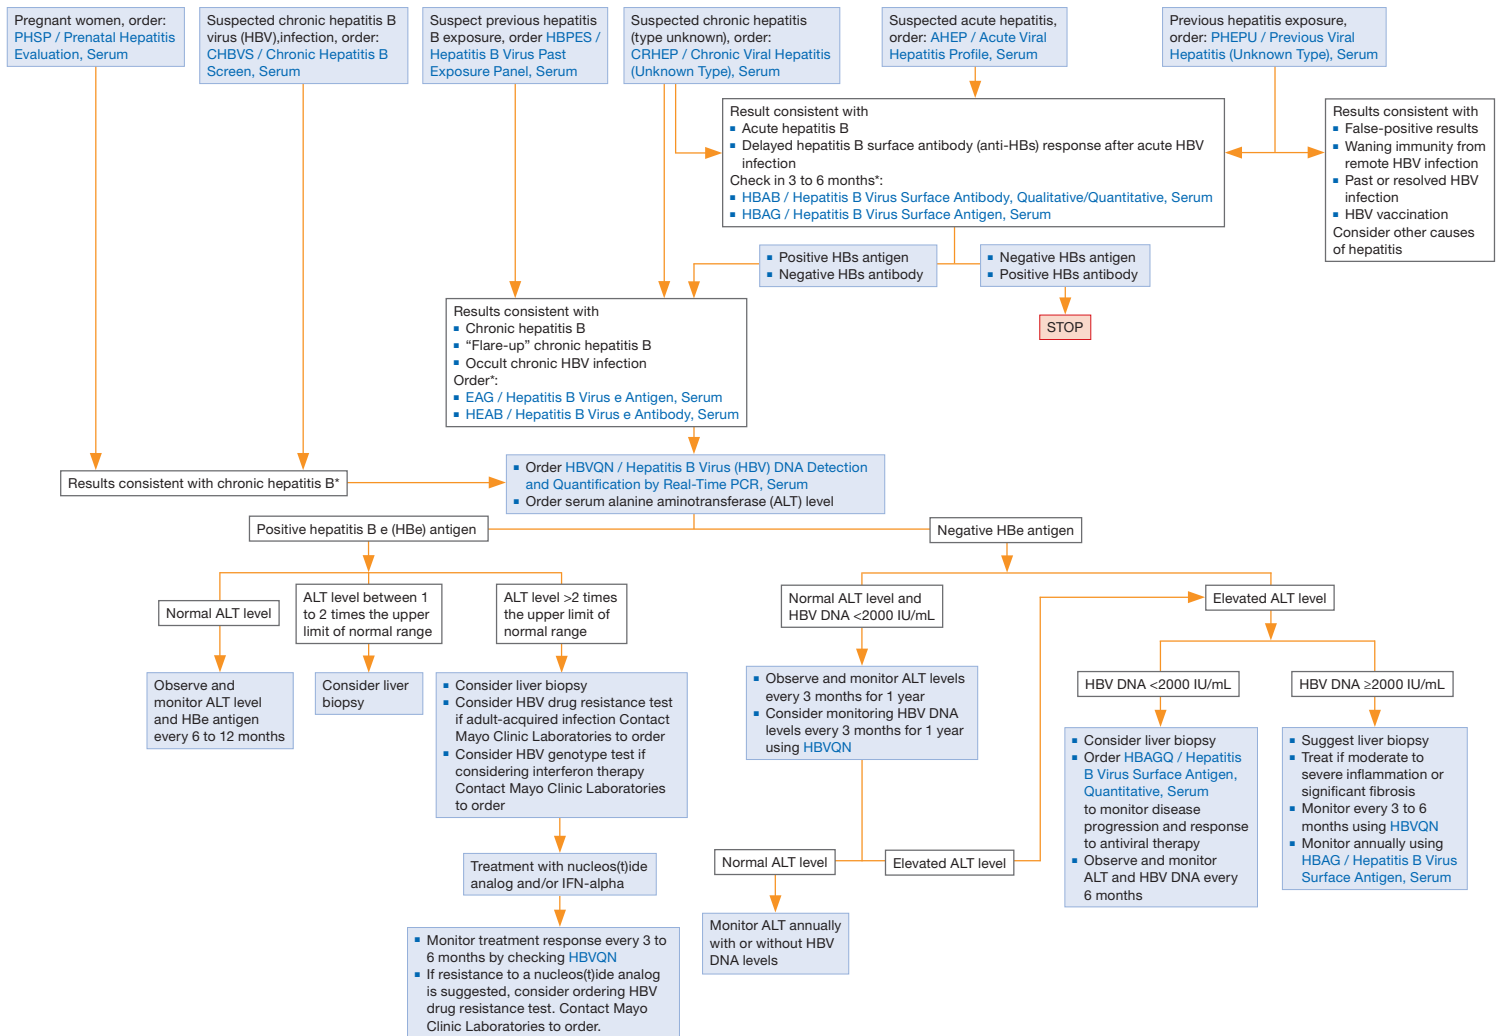 Pregnant women, order:
PHSP / Prenatal Hepatitis
Evaluation, Serum
Suspected chronic hepatitis B
virus (HBV),infection, order:
CHBVS / Chronic Hepatitis B
Screen, Serum
Suspect previous hepatitis
B exposure, order HBPES /
Hepatitis B Virus Past
Exposure Panel, Serum
Suspected chronic hepatitis
(type unknown), order:
CRHEP / Chronic Viral Hepatitis
(Unknown Type), Serum
Suspected acute hepatitis,
order: AHEP / Acute Viral
Hepatitis Profile, Serum
Previous hepatitis exposure,
order: PHEPU / Previous Viral
Hepatitis (Unknown Type), Serum
Result consistent with
▪ Acute hepatitis B
▪ Delayed hepatitis B surface antibody (anti-HBs) response after acute HBV
infection
Check in 3 to 6 months*:
▪ HBAB / Hepatitis B Virus Surface Antibody, Qualitative/Quantitative, Serum
▪ HBAG / Hepatitis B Virus Surface Antigen, Serum
Results consistent with
▪ False-positive results
▪ Waning immunity from
remote HBV infection
▪ Past or resolved HBV
infection
▪ HBV vaccination
Consider other causes
of hepatitis
▪ Positive HBs antigen
▪ Negative HBs antibody
▪ Negative HBs antigen
▪ Positive HBs antibody
STOP
Results consistent with
▪ Chronic hepatitis B
▪ “Flare-up” chronic hepatitis B
▪ Occult chronic HBV infection
Order*:
▪ EAG / Hepatitis B Virus e Antigen, Serum
▪ HEAB / Hepatitis B Virus e Antibody, Serum
Results consistent with chronic hepatitis B*
▪ Order HBVQN / Hepatitis B Virus (HBV) DNA Detection
and Quantification by Real-Time PCR, Serum
▪ Order serum alanine aminotransferase (ALT) level
Positive hepatitis B e (HBe) antigen
Negative HBe antigen
Normal ALT level
ALT level between 1
to 2 times the upper
limit of normal range
ALT level >2 times
the upper limit of
normal range
Normal ALT level and
HBV DNA <2000 IU/mL
Elevated ALT level
Observe and
monitor ALT level
and HBe antigen
every 6 to 12 months
Consider liver
biopsy
▪ Consider liver biopsy
▪ Consider HBV drug resistance test
if adult-acquired infection Contact
Mayo Clinic Laboratories to order
▪ Consider HBV genotype test if
considering interferon therapy
Contact Mayo Clinic Laboratories
to order
▪ Observe and monitor ALT levels
every 3 months for 1 year
▪ Consider monitoring HBV DNA
levels every 3 months for 1 year
using HBVQN
HBV DNA <2000 IU/mL
HBV DNA ≥2000 IU/mL
▪ Consider liver biopsy
▪ Order HBAGQ / Hepatitis
B Virus Surface Antigen,
Quantitative, Serum
to monitor disease
progression and response
to antiviral therapy
▪ Observe and monitor
ALT and HBV DNA every
6 months
▪ Suggest liver biopsy
▪ Treat if moderate to
severe inflammation or
significant fibrosis
▪ Monitor every 3 to 6
months using HBVQN
▪ Monitor annually using
HBAG / Hepatitis B Virus
Surface Antigen, Serum
Treatment with nucleos(t)ide
analog and/or IFN-alpha
Normal ALT level
Elevated ALT level
▪ Monitor treatment response every 3 to
6 months by checking HBVQN
▪ If resistance to a nucleos(t)ide analog
is suggested, consider ordering HBV
drug resistance test. Contact Mayo
Clinic Laboratories to order.
Monitor ALT annually
with or without HBV
DNA levels